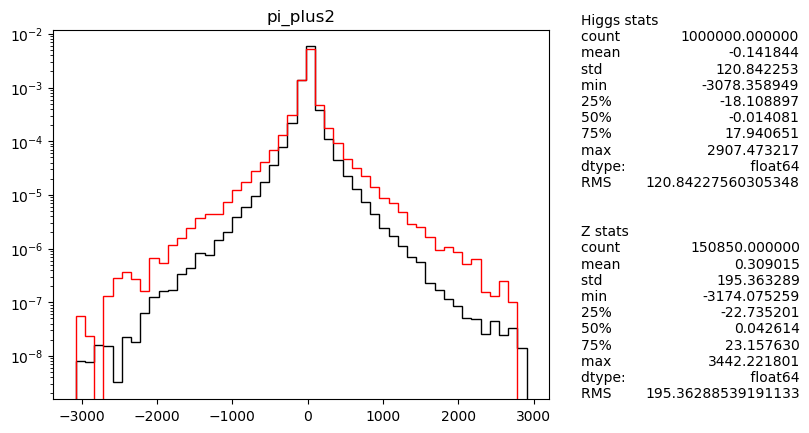 pi_plus2
10^-2
10^-3
10^-4
10^-5
10^-6
10^-7
10^-8
−3000 −2000 −1000 0 1000 2000 3000
Higgs stats
count 1000000.000000
mean -0.141844
std 120.842253
min -3078.358949
25% -18.108897
50% -0.014081
75% 17.940651
max 2907.473217
dtype: float64
RMS 120.84227560305348
Z stats
count 150850.000000
mean 0.309015
std 195.363289
min -3174.075259
25% -22.735201
50% 0.042614
75% 23.157630
max 3442.221801
dtype: float64
RMS 195.36288539191133